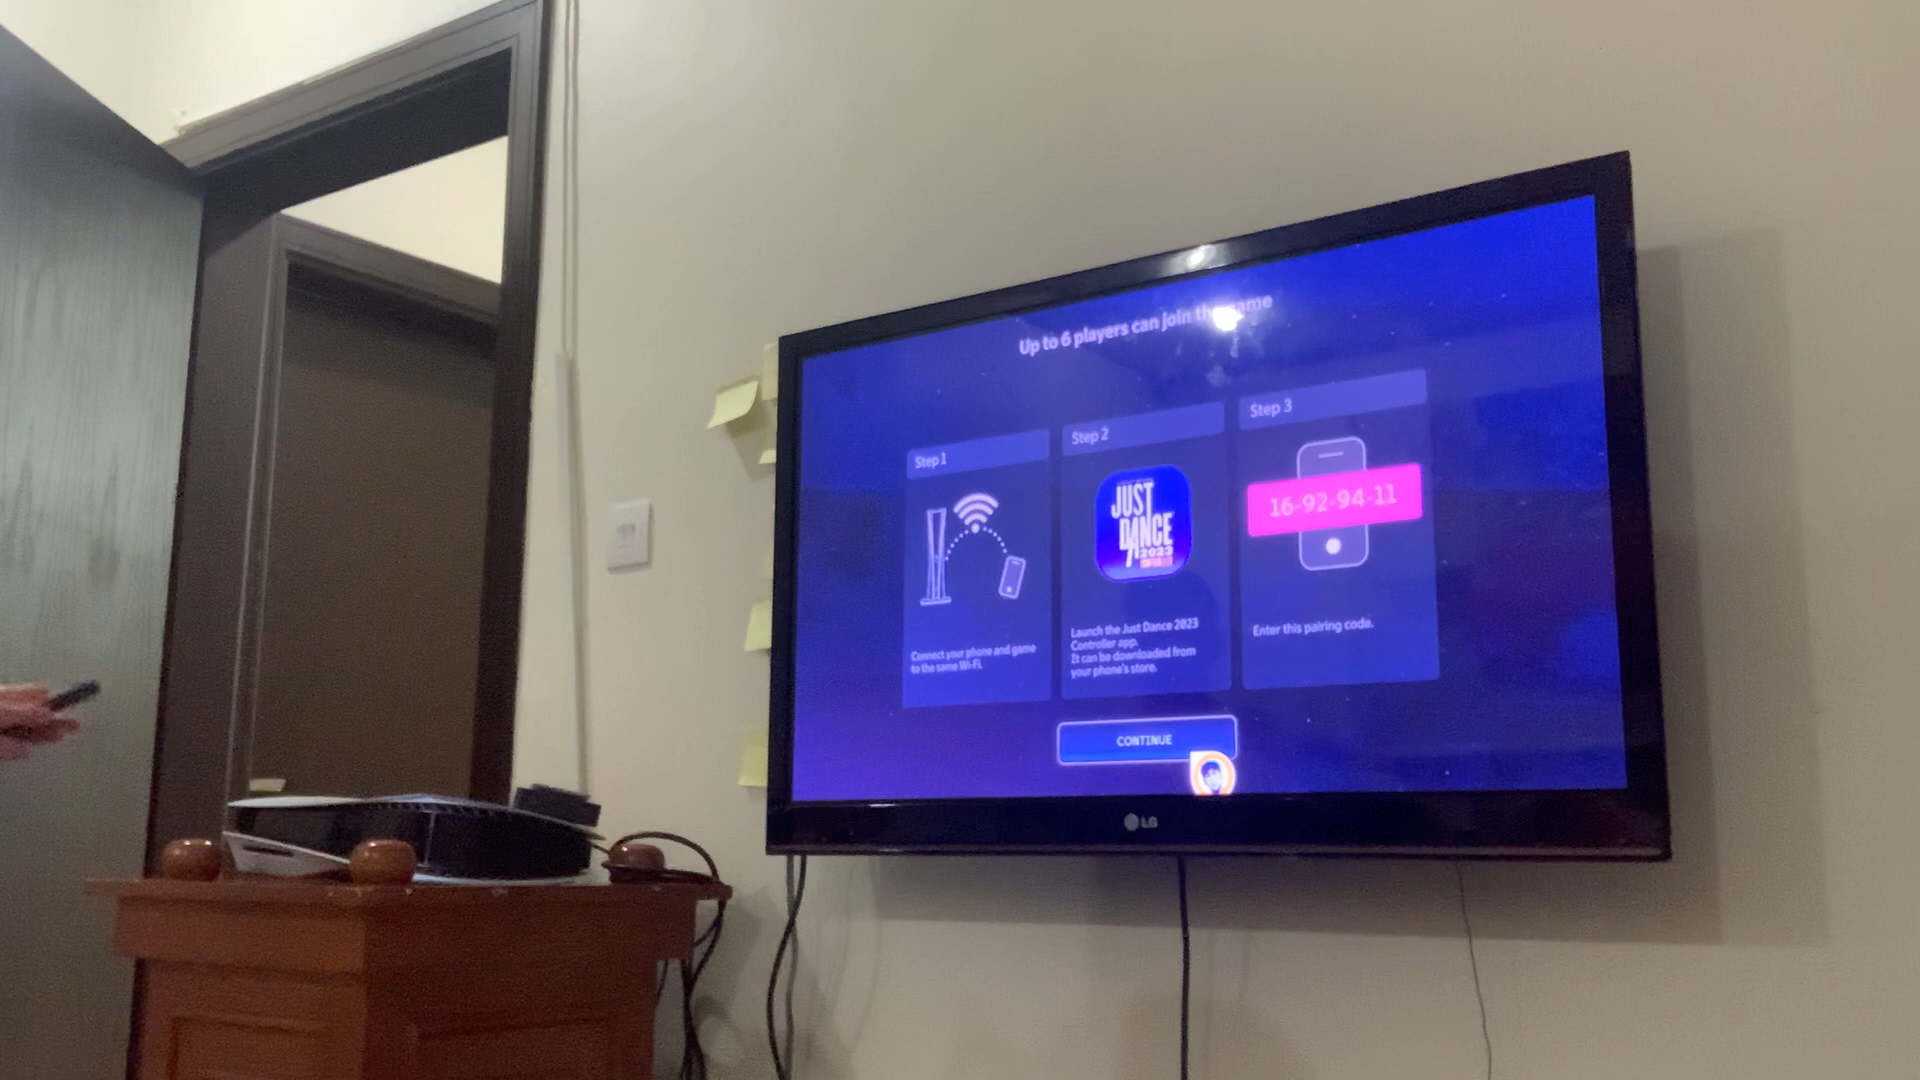 Up to 6 players can join the game
Step 1
Connect your phone and game
to the same Wi-Fi.
Step 2
JUST
DANCE
2023
Launch the Just Dance 2023
Controller app.
It can be downloaded from
your phone's store.
Step 3
16-92-94-11
Enter this pairing code.
CONTINUE
LG